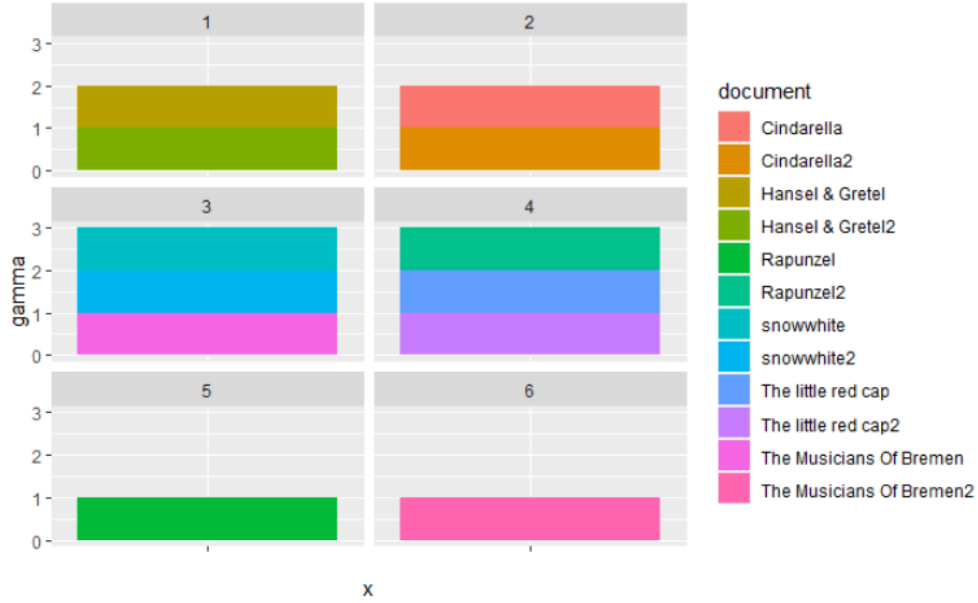 1
2
3
2
1
0
3
4
3
2
1
0
5
6
3
2
1
0
gamma
x
document
Cindarella
Cindarella2
Hansel & Gretel
Hansel & Gretel2
Rapunzel
Rapunzel2
snowwhite
snowwhite2
The little red cap
The little red cap2
The Musicians Of Bremen
The Musicians Of Bremen2